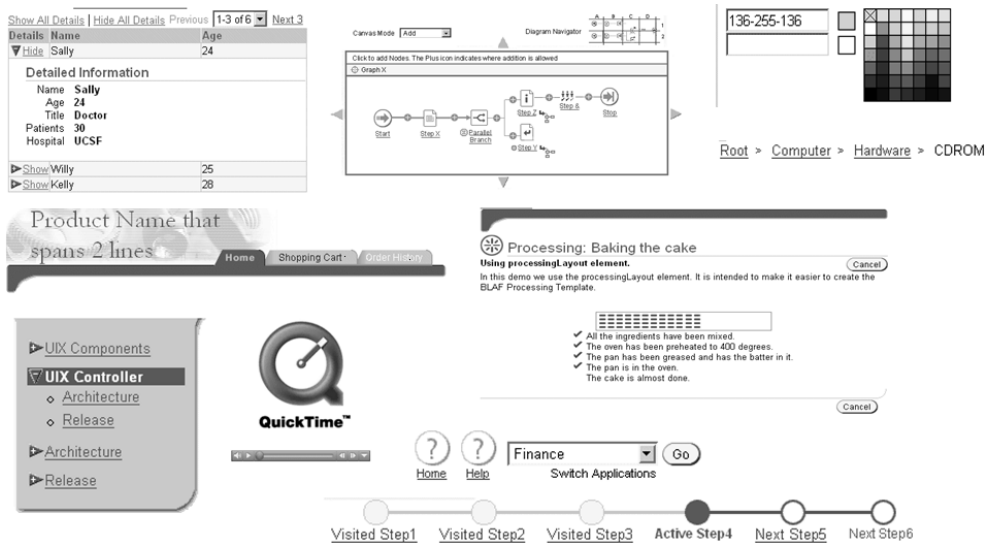 Show All Details | Hide All Details Previous 1-3 of 6 Next 3
Details Name Age
Hide Sally 24
Detailed Information
Name Sally
Age 24
Title Doctor
Patients 30
Hospital UCSF
Show Willy 25
Show Kelly 28
Canvas Mode Add Diagram Navigator
A B C D
1
2
Click to add Nodes. The Plus icon indicates where addition is allowed
Graph X
Start Step X Parallel Branch Step Z Step & Stop
Step Y
136-255-136
Root > Computer > Hardware > CDROM
Product Name that
spans 2 lines
Home Shopping Cart Order History
Processing: Baking the cake
Using processingLayout element.
Cancel
In this demo we use the processingLayout element. It is intended to make it easier to create the
BLAF Processing Template.
All the ingredients have been mixed.
The oven has been preheated to 400 degrees.
The pan has been greased and has the batter in it.
The pan is in the oven.
The cake is almost done.
Cancel
UIX Components
UIX Controller
Architecture
Release
Architecture
Release
QuickTime™
? ? Finance Go
Home Help Switch Applications
Visited Step1 Visited Step2 Visited Step3 Active Step4 Next Step5 Next Step6